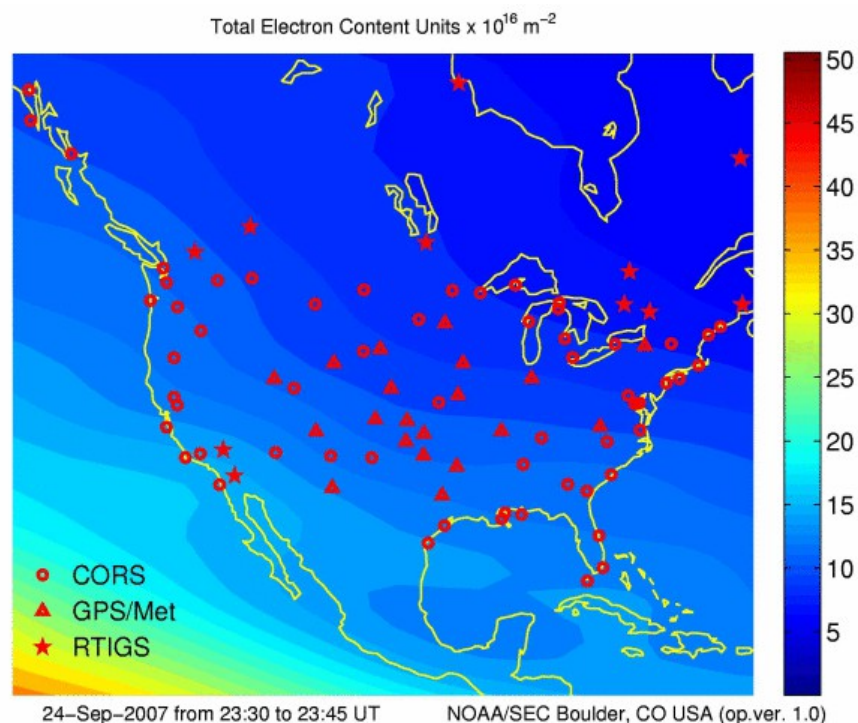 Total Electron Content Units x 10^16 m^−2
50
45
40
35
30
25
20
15
10
5
CORS
GPS/Met
RTIGS
24−Sep−2007 from 23:30 to 23:45 UT NOAA/SEC Boulder, CO USA (op.ver. 1.0)